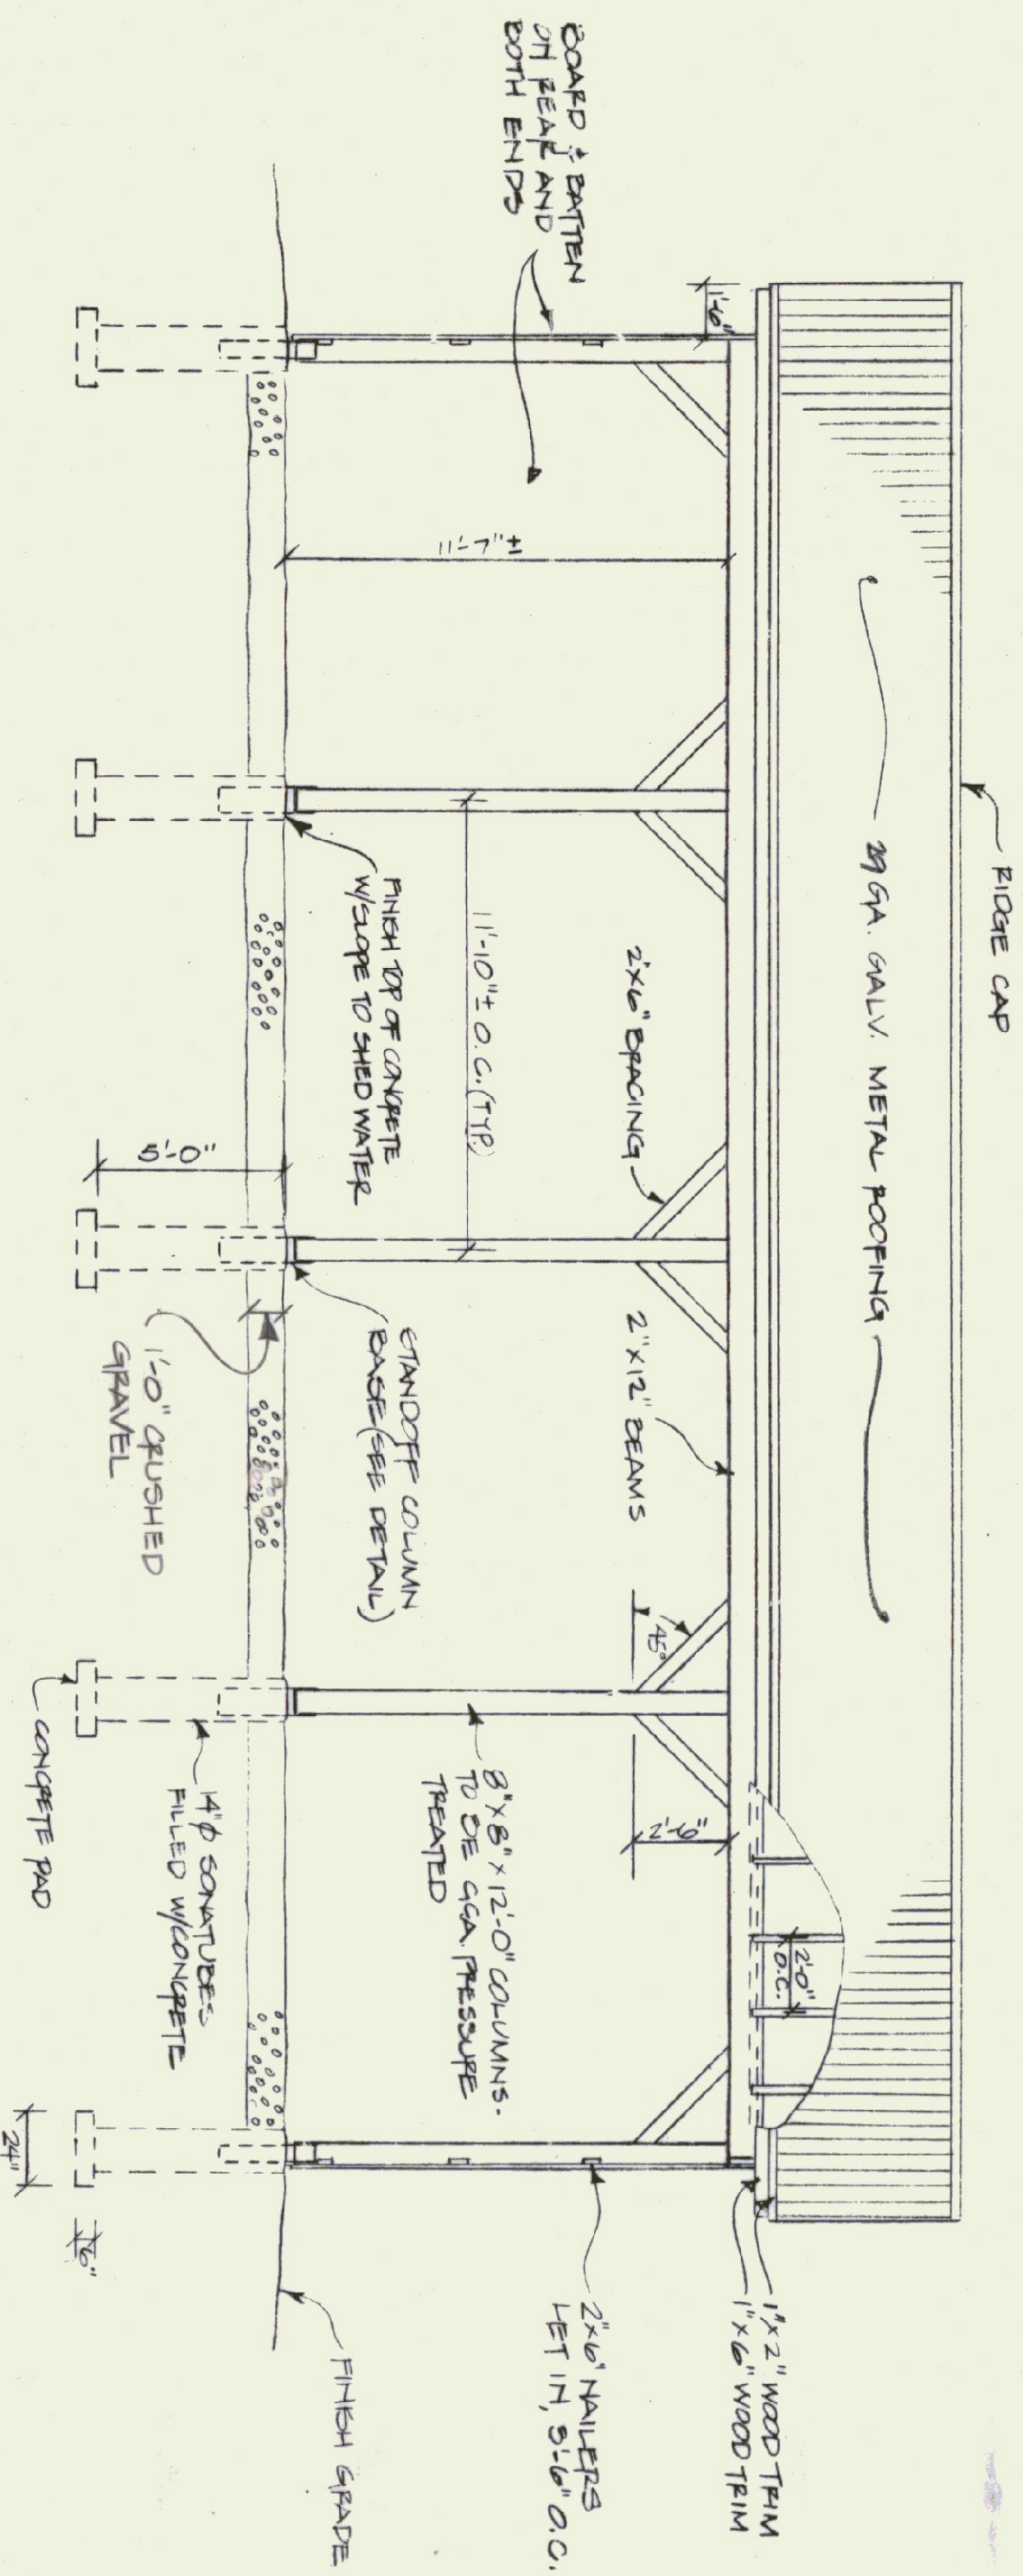 RIDGE CAP
29 GA. GALV. METAL ROOFING
1'-6"
BOARD & BATTEN
ON REAR AND
BOTH ENDS
11'-7"±
2"X6" BRACING
2"X12" BEAMS
45°
2'-6"
2'-0"
O.C.
1"X2" WOOD TRIM
1"X6" WOOD TRIM
11'-10"± O.C. (TYP.)
FINISH TOP OF CONCRETE
W/SLOPE TO SHED WATER
STANDOFF COLUMN
BASE (SEE DETAIL)
8"X8"X12'-0" COLUMNS.
TO BE CCA. PRESSURE
TREATED
2"X6" NAILERS
LET IN, 3'-6" O.C.
FINISH GRADE
5'-0"
1'-0" CRUSHED
GRAVEL
14"Φ SONATUBES
FILLED W/CONCRETE
CONCRETE PAD
24"
6"